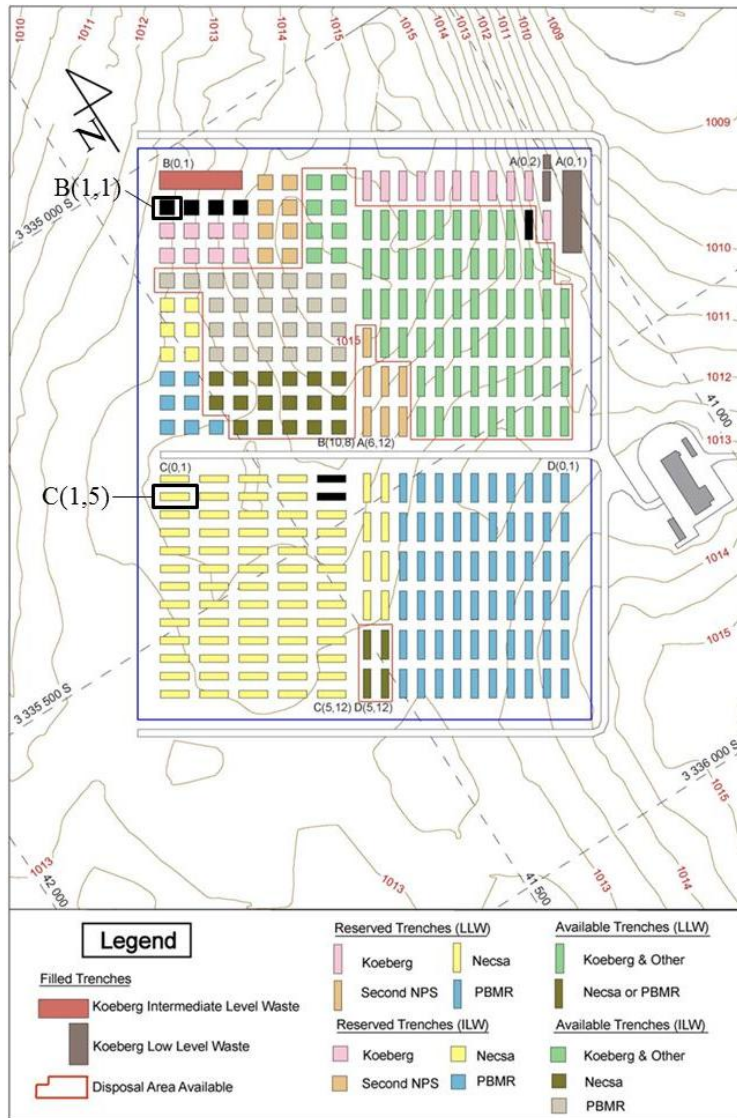 1010
1011
1012
1013
1014
1015
1015
1014
1013
1012
1011
1010
1009
N
1009
B(0,1)
A(0,2)
A(0,1)
B(1,1)
3 335 000 S
1010
1011
1015
1012
41 000
1013
B(10,8)
A(6,12)
C(0,1)
D(0,1)
C(1,5)
1014
1015
3 335 500 S
C(5,12)
D(5,12)
3 336 000 S
1015
1013
42 000
1013
41 500
1013
1014
Legend
Filled Trenches
Koeberg Intermediate Level Waste
Koeberg Low Level Waste
Disposal Area Available
Reserved Trenches (LLW)
Koeberg
Necsa
Second NPS
PBMR
Reserved Trenches (ILW)
Koeberg
Necsa
Second NPS
PBMR
Available Trenches (LLW)
Koeberg & Other
Necsa or PBMR
Available Trenches (ILW)
Koeberg & Other
Necsa
PBMR